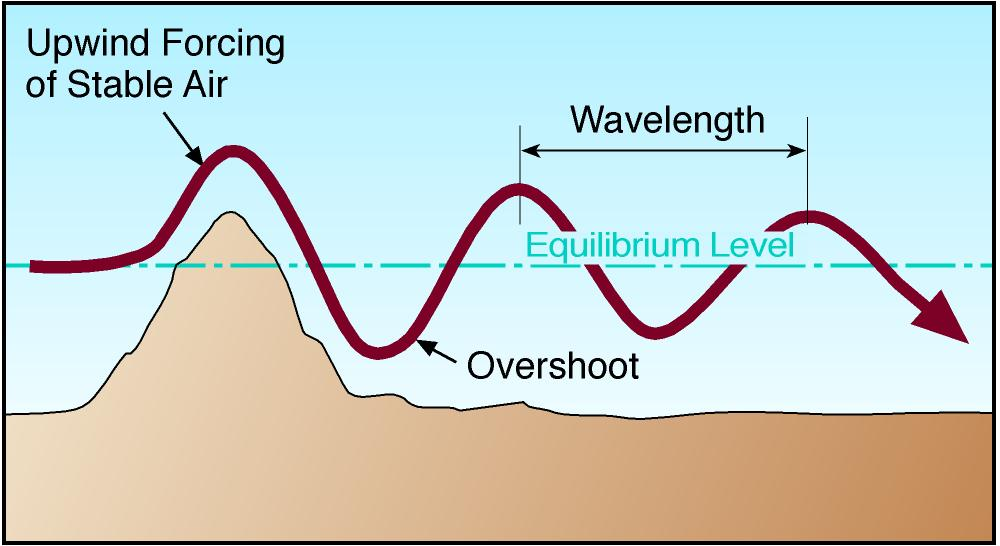 Upwind Forcing
of Stable Air
Wavelength
Equilibrium Level
Overshoot